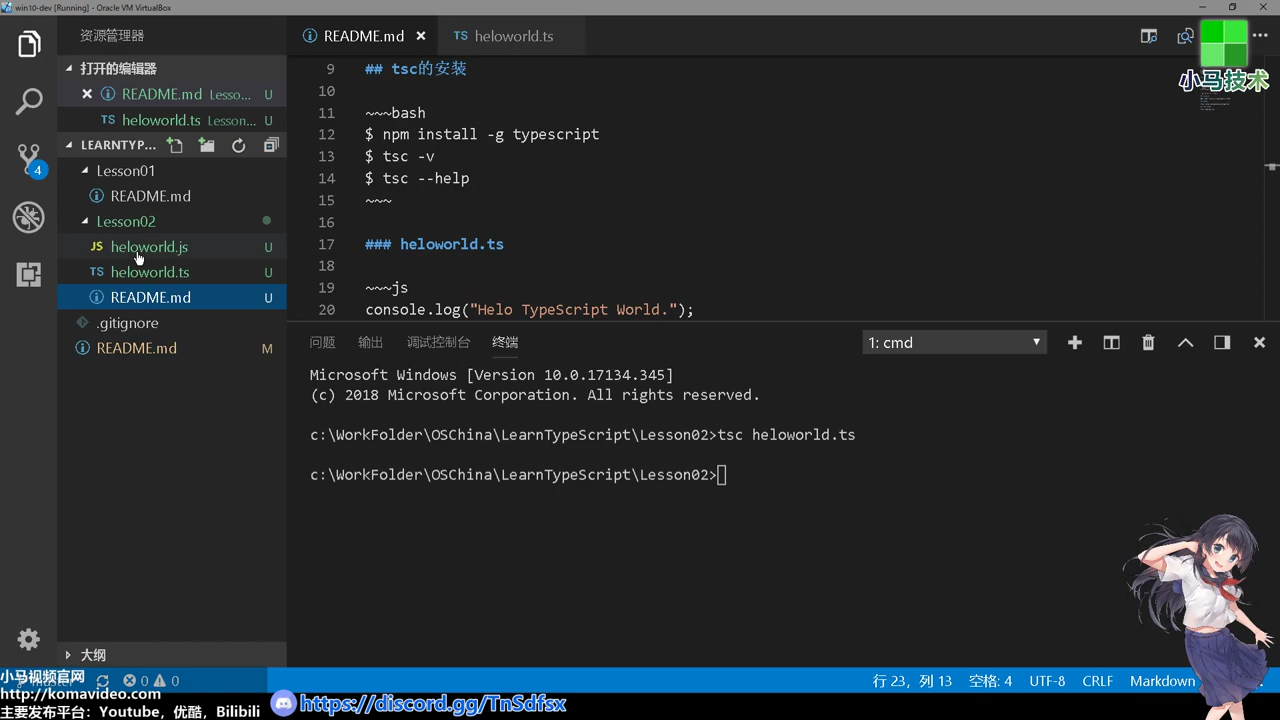 win10-dev [Running] - Oracle VM VirtualBox
资源管理器
README.md
TS heloworld.ts
小马技术
打开的编辑器
README.md Lesso... U
TS heloworld.ts Lesson... U
LEARNTYP...
Lesson01
README.md
Lesson02
JS heloworld.js U
TS heloworld.ts U
README.md U
.gitignore
README.md M
4
9 ## tsc的安装
10
11 ~~~bash
12 $ npm install -g typescript
13 $ tsc -v
14 $ tsc --help
15 ~~~
16
17 ### heloworld.ts
18
19 ~~~js
20 console.log("Helo TypeScript World.");
问题 输出 调试控制台 终端
1: cmd
Microsoft Windows [Version 10.0.17134.345]
(c) 2018 Microsoft Corporation. All rights reserved.
c:\WorkFolder\OSChina\LearnTypeScript\Lesson02>tsc heloworld.ts
c:\WorkFolder\OSChina\LearnTypeScript\Lesson02>
大纲
小马视频官网
http://komavideo.com
主要发布平台：Youtube，优酷，Bilibili
0 0
https://discord.gg/TnSdfsx
行 23，列 13 空格: 4 UTF-8 CRLF Markdown